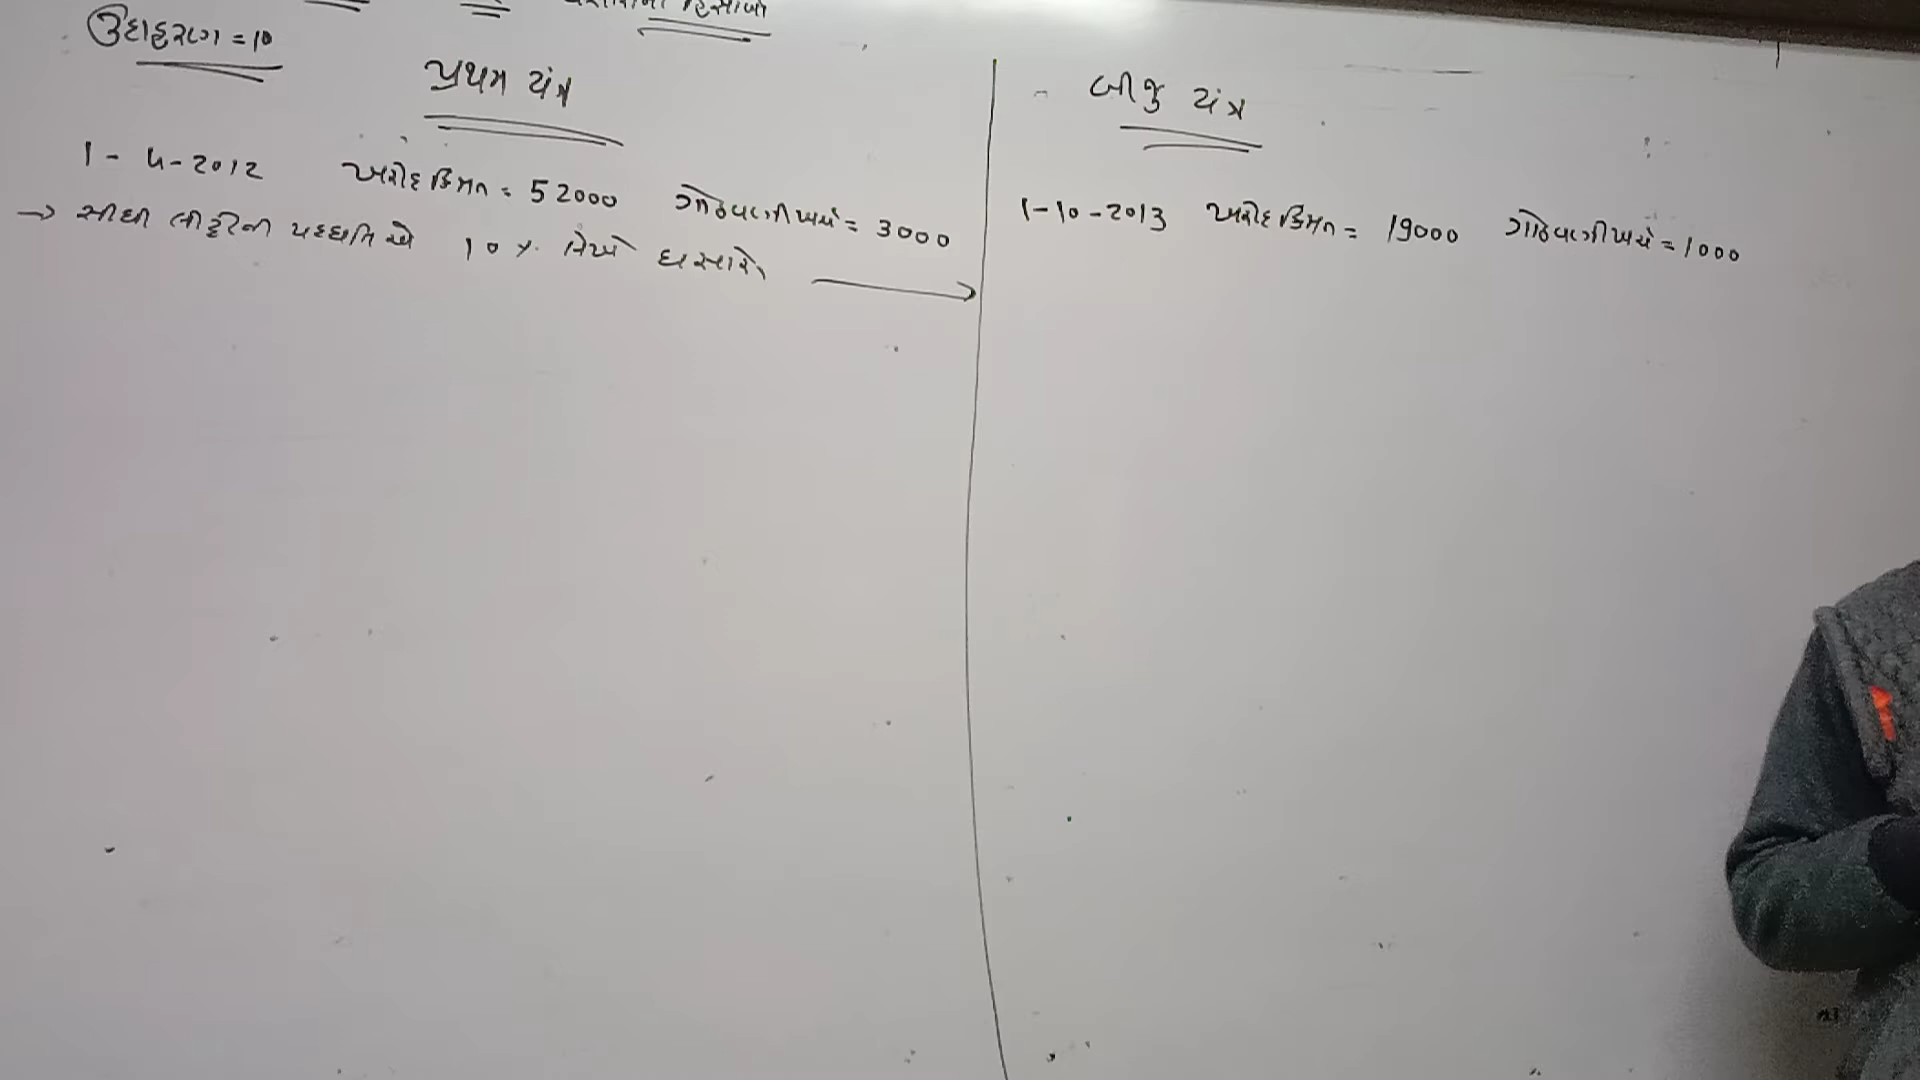 હિસાબો
ઉદાહરણ = 10
પ્રથમ યંત્ર
1 - 4 - 2012 ખરીદ કિંમત = 52000 ગોઠવણી ખર્ચ = 3000
→ સીધી લીટીની પદ્ધતિ એ 10 % લેખે ઘસારો →
બીજુ યંત્ર
1-10-2013 ખરીદ કિંમત = 19000 ગોઠવણી ખર્ચ = 1000